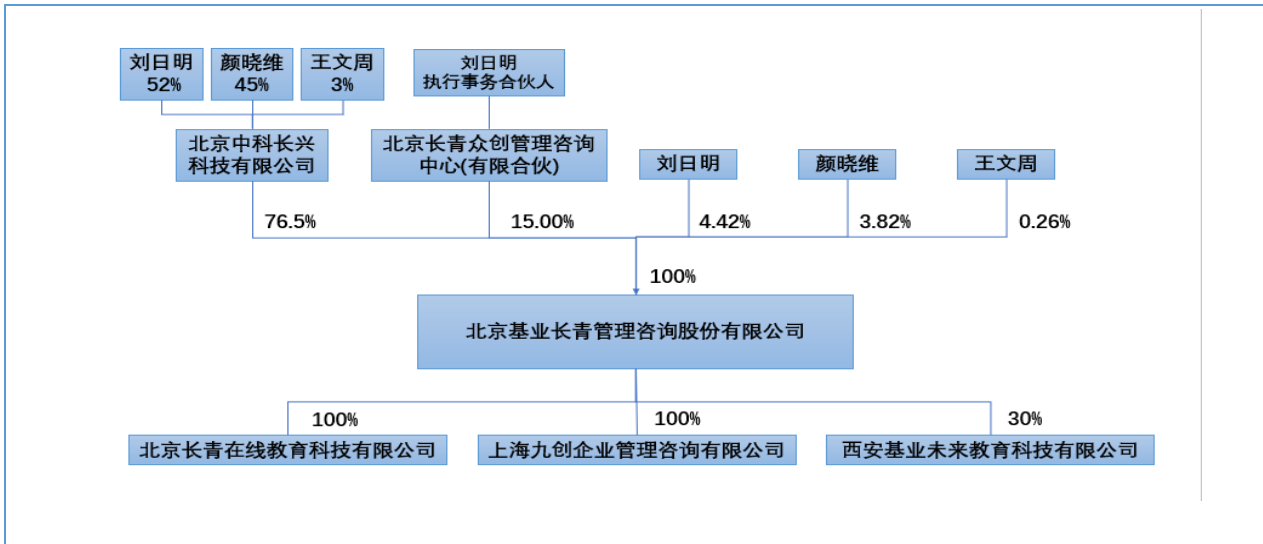 刘日明
52%
颜晓维
45%
王文周
3%
刘日明
执行事务合伙人
北京中科长兴
科技有限公司
北京长青众创管理咨询
中心(有限合伙)
刘日明
颜晓维
王文周
76.5%
15.00%
4.42%
3.82%
0.26%
100%
北京基业长青管理咨询股份有限公司
100%
100%
30%
北京长青在线教育科技有限公司
上海九创企业管理咨询有限公司
西安基业未来教育科技有限公司